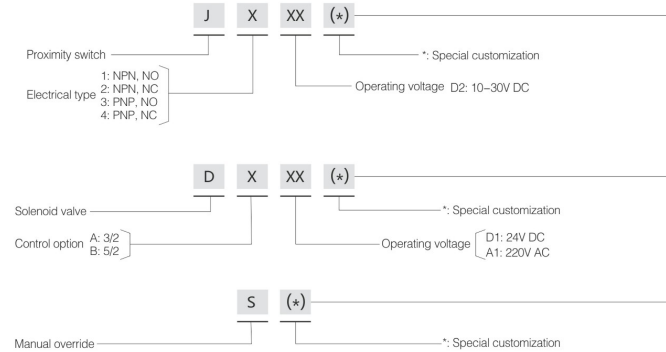 J X XX (*)
Proximity switch
*: Special customization
Electrical type
1: NPN, NO
2: NPN, NC
3: PNP, NO
4: PNP, NC
Operating voltage D2: 10–30V DC
D X XX (*)
Solenoid valve
*: Special customization
Control option
A: 3/2
B: 5/2
Operating voltage
D1: 24V DC
A1: 220V AC
S (*)
Manual override
*: Special customization